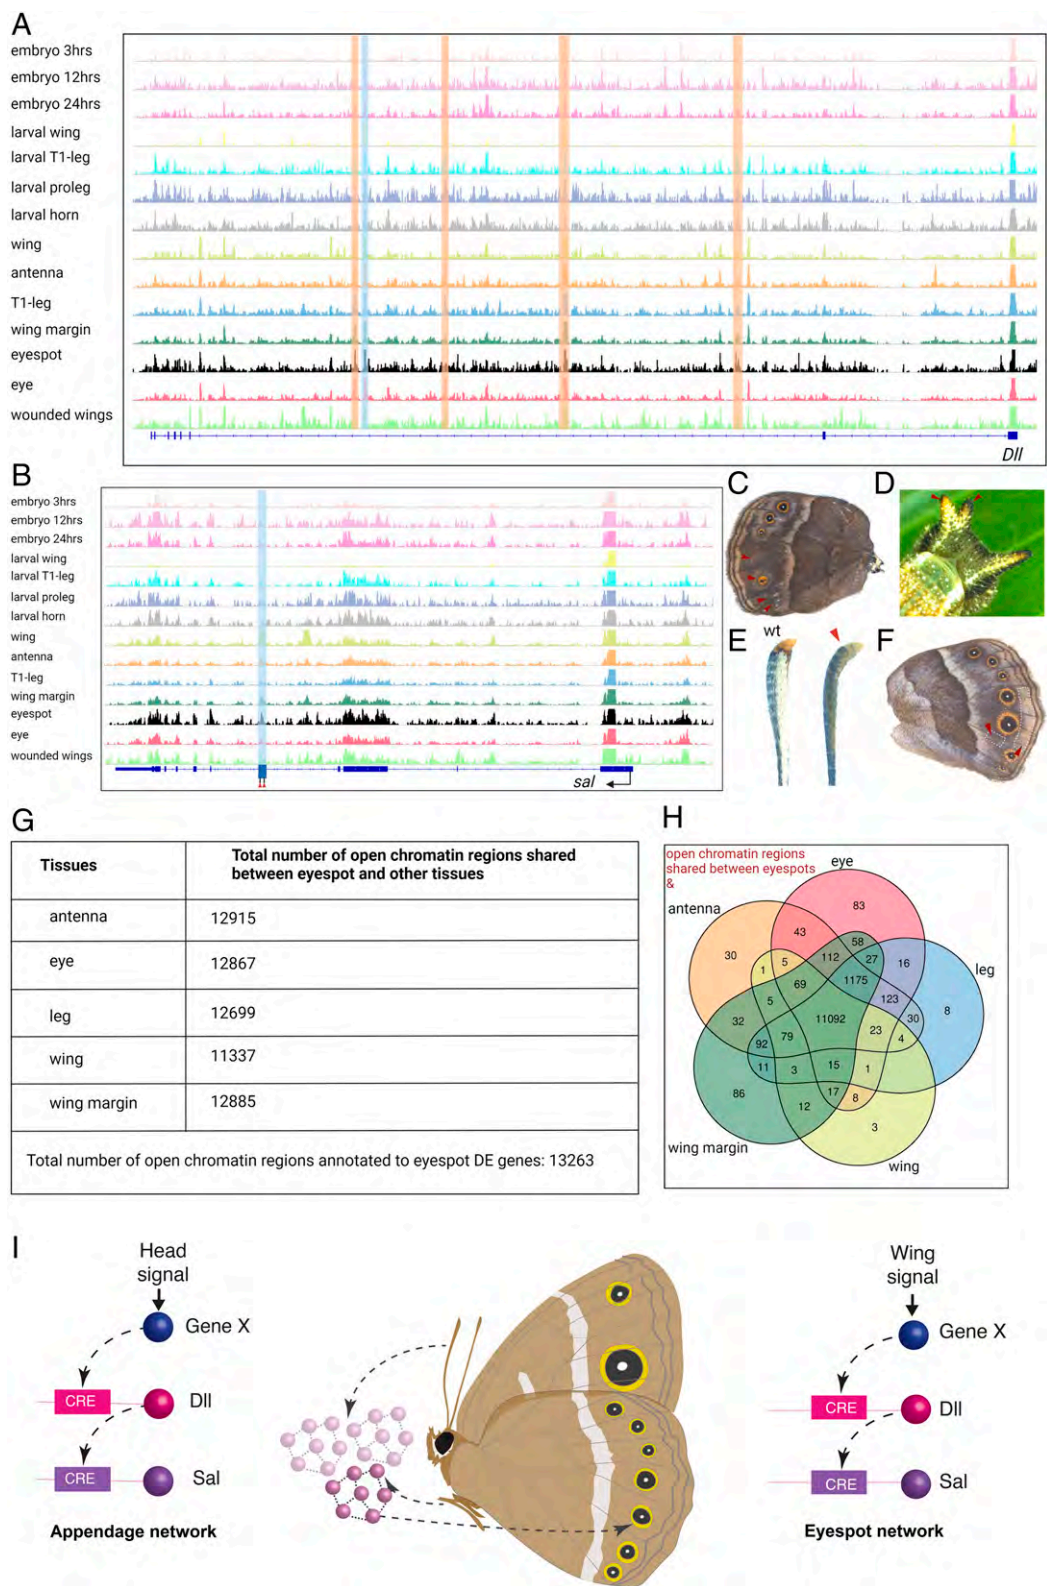 A
embryo 3hrs
embryo 12hrs
embryo 24hrs
larval wing
larval T1-leg
larval proleg
larval horn
wing
antenna
T1-leg
wing margin
eyespot
eye
wounded wings
Dll
B
embryo 3hrs
embryo 12hrs
embryo 24hrs
larval wing
larval T1-leg
larval proleg
larval horn
wing
antenna
T1-leg
wing margin
eyespot
eye
wounded wings
sal
C
D
E
wt
F
G
Tissues
Total number of open chromatin regions shared
between eyespot and other tissues
antenna
12915
eye
12867
leg
12699
wing
11337
wing margin
12885
Total number of open chromatin regions annotated to eyespot DE genes: 13263
H
open chromatin regions
shared between eyespots
&
eye
antenna
leg
wing margin
wing
83
43
58
30
112
27
16
1
5
1175
69
123
5
8
32
11092
30
23
4
92
79
11
3
15
1
86
17
8
12
3
I
Head
signal
Gene X
CRE
Dll
CRE
Sal
Appendage network
Wing
signal
Gene X
CRE
Dll
CRE
Sal
Eyespot network